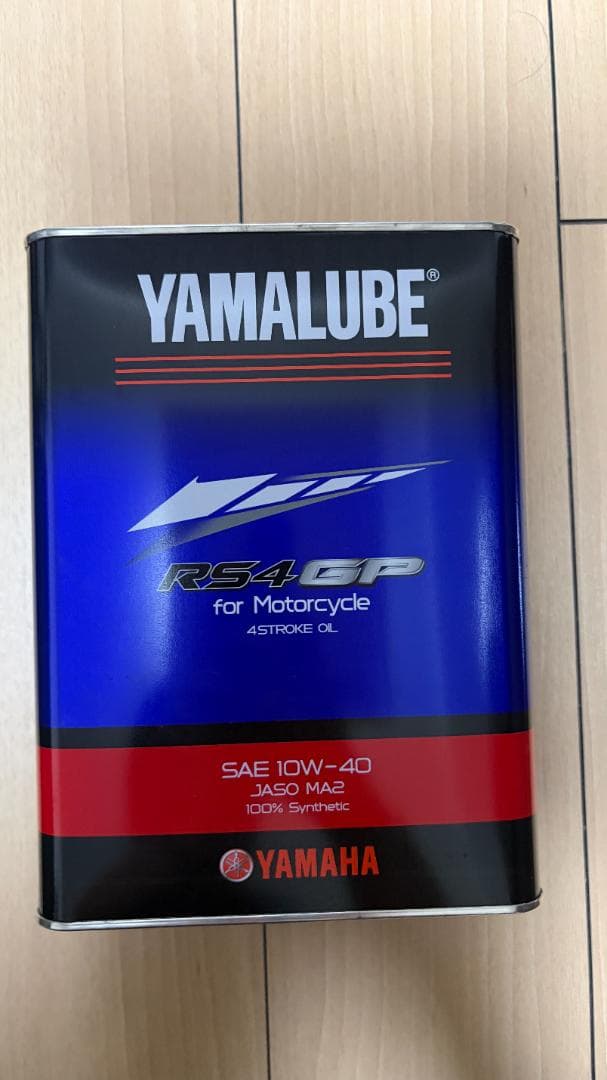 YAMALUBE®
RS4GP
for Motorcycle
4STROKE OIL
SAE 10W-40
JASO MA2
100% Synthetic
YAMAHA